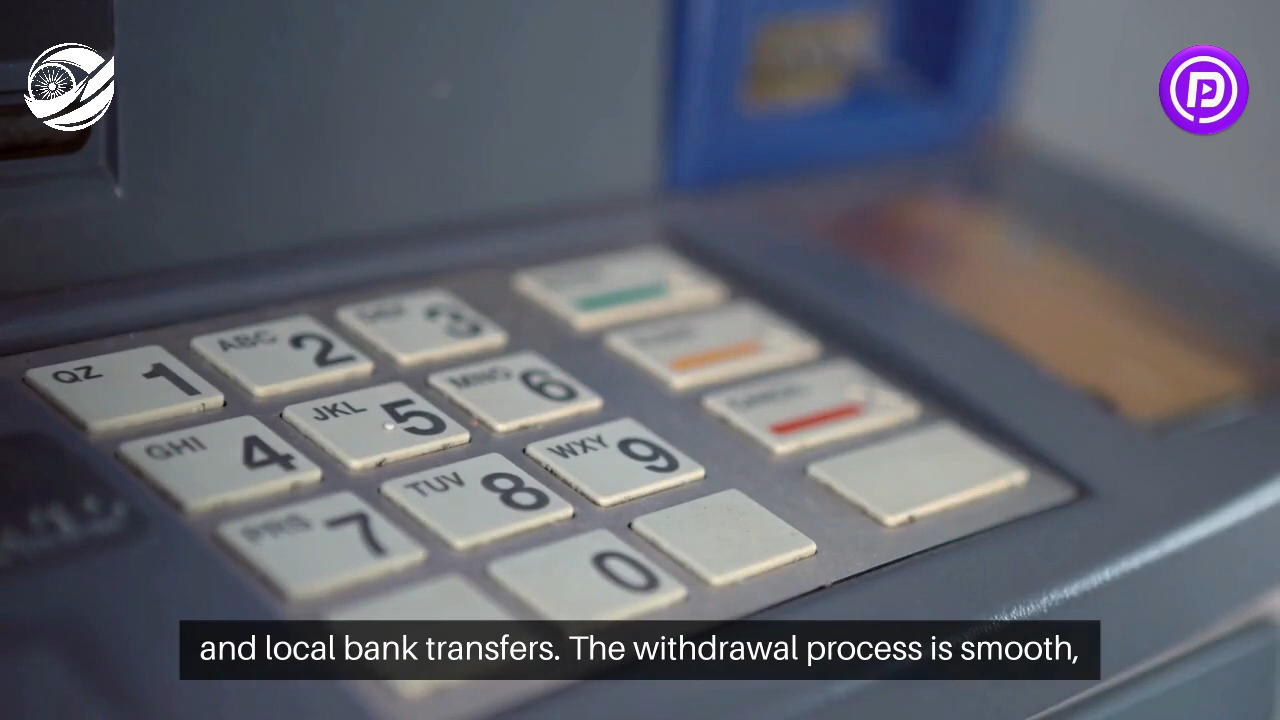 QZ 1
ABC 2
3
GHI 4
JKL 5
MNO 6
PRS 7
TUV 8
WXY 9
0
and local bank transfers. The withdrawal process is smooth,